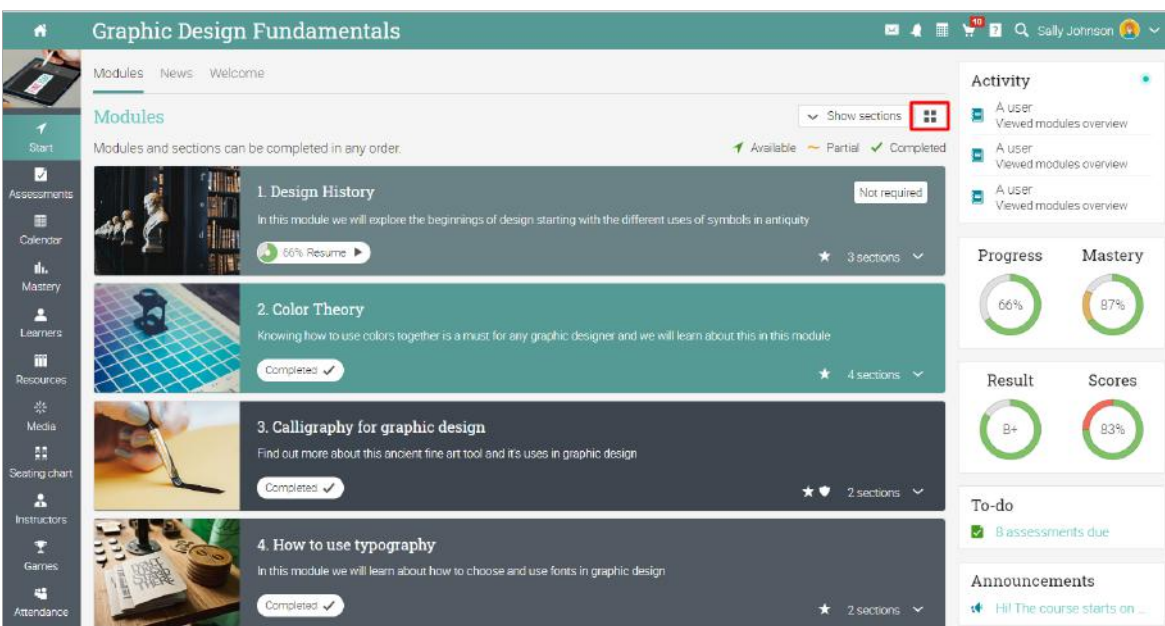 Graphic Design Fundamentals
10
?
Sally Johnson
Start
Assessments
Calendar
Mastery
Learners
Resources
Media
Seating chart
Instructors
Games
Attendance
Modules News Welcome
Modules
Show sections
Modules and sections can be completed in any order.
Available Partial Completed
1. Design History
Not required
In this module we will explore the beginnings of design starting with the different uses of symbols in antiquity
66% Resume
3 sections
2. Color Theory
Knowing how to use colors together is a must for any graphic designer and we will learn about this in this module
Completed
4 sections
3. Calligraphy for graphic design
Find out more about this ancient fine art tool and it's uses in graphic design
Completed
2 sections
4. How to use typography
In this module we will learn about how to choose and use fonts in graphic design
Completed
2 sections
Activity
A user
Viewed modules overview
A user
Viewed modules overview
A user
Viewed modules overview
Progress Mastery
66% 87%
Result Scores
B+ 83%
To-do
8 assessments due
Announcements
Hi! The course starts on ...